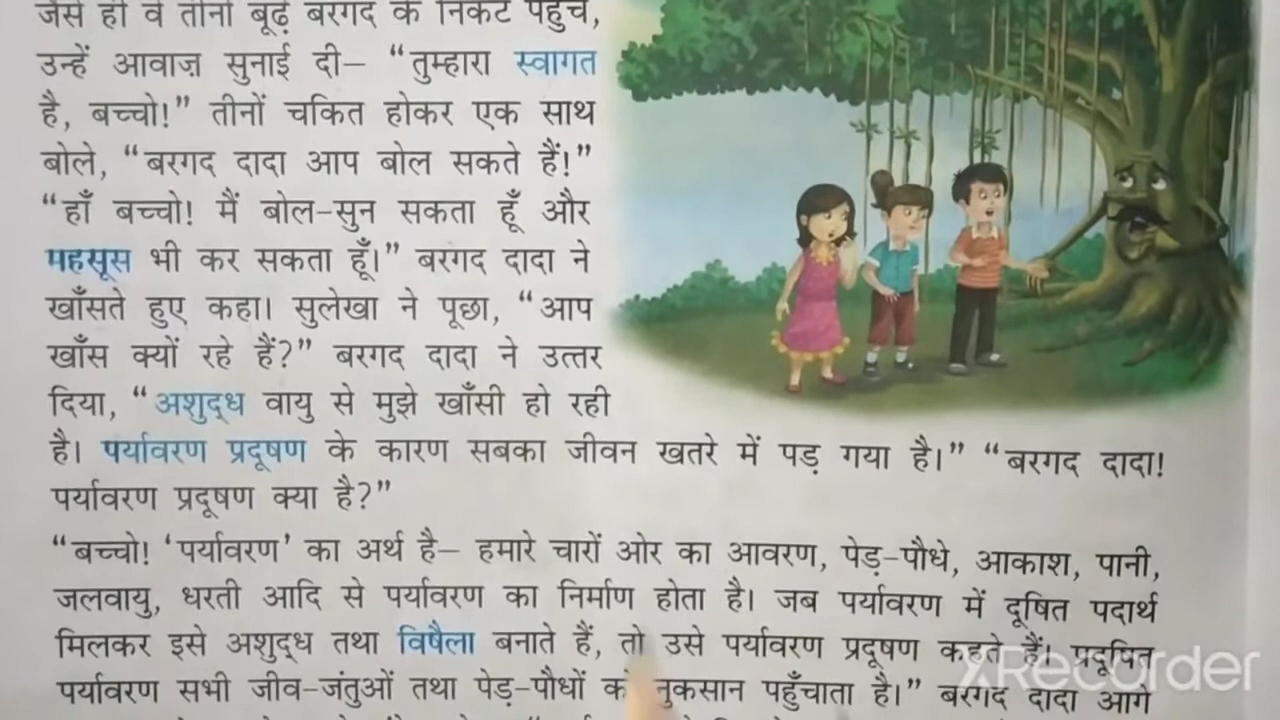 जैसे ही वे तीनों बूढ़े बरगद के निकट पहुँचे,
उन्हें आवाज़ सुनाई दी– “तुम्हारा स्वागत
है, बच्चो!” तीनों चकित होकर एक साथ
बोले, “बरगद दादा आप बोल सकते हैं!”
“हाँ बच्चो! मैं बोल-सुन सकता हूँ और
महसूस भी कर सकता हूँ।” बरगद दादा ने
खाँसते हुए कहा। सुलेखा ने पूछा, “आप
खाँस क्यों रहे हैं?” बरगद दादा ने उत्तर
दिया, “अशुद्ध वायु से मुझे खाँसी हो रही
है। पर्यावरण प्रदूषण के कारण सबका जीवन खतरे में पड़ गया है।” “बरगद दादा!
पर्यावरण प्रदूषण क्या है?”
“बच्चो! ‘पर्यावरण’ का अर्थ है– हमारे चारों ओर का आवरण, पेड़-पौधे, आकाश, पानी,
जलवायु, धरती आदि से पर्यावरण का निर्माण होता है। जब पर्यावरण में दूषित पदार्थ
मिलकर इसे अशुद्ध तथा विषैला बनाते हैं, तो उसे पर्यावरण प्रदूषण कहते हैं। प्रदूषित
पर्यावरण सभी जीव-जंतुओं तथा पेड़-पौधों को नुकसान पहुँचाता है।” बरगद दादा आगे
XRecorder